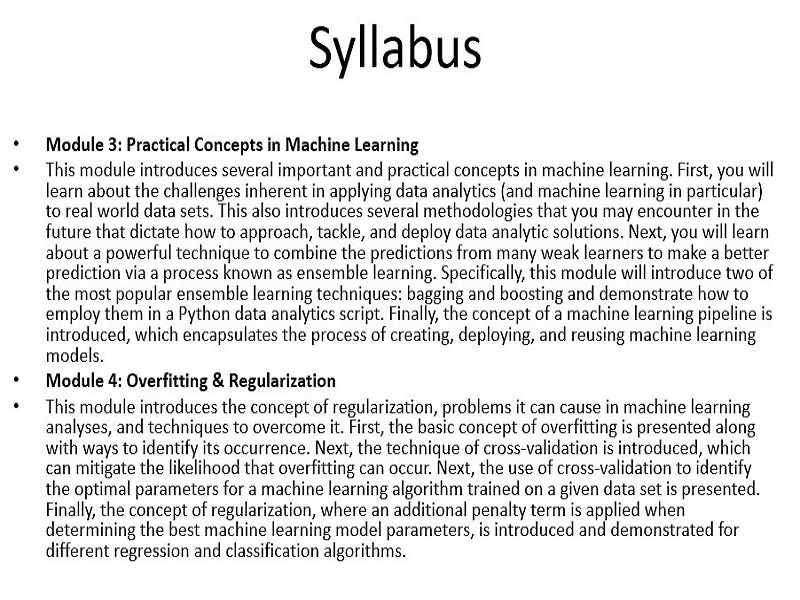 Syllabus
• Module 3: Practical Concepts in Machine Learning
• This module introduces several important and practical concepts in machine learning. First, you will
learn about the challenges inherent in applying data analytics (and machine learning in particular)
to real world data sets. This also introduces several methodologies that you may encounter in the
future that dictate how to approach, tackle, and deploy data analytic solutions. Next, you will learn
about a powerful technique to combine the predictions from many weak learners to make a better
prediction via a process known as ensemble learning. Specifically, this module will introduce two of
the most popular ensemble learning techniques: bagging and boosting and demonstrate how to
employ them in a Python data analytics script. Finally, the concept of a machine learning pipeline is
introduced, which encapsulates the process of creating, deploying, and reusing machine learning
models.
• Module 4: Overfitting & Regularization
• This module introduces the concept of regularization, problems it can cause in machine learning
analyses, and techniques to overcome it. First, the basic concept of overfitting is presented along
with ways to identify its occurrence. Next, the technique of cross-validation is introduced, which
can mitigate the likelihood that overfitting can occur. Next, the use of cross-validation to identify
the optimal parameters for a machine learning algorithm trained on a given data set is presented.
Finally, the concept of regularization, where an additional penalty term is applied when
determining the best machine learning model parameters, is introduced and demonstrated for
different regression and classification algorithms.